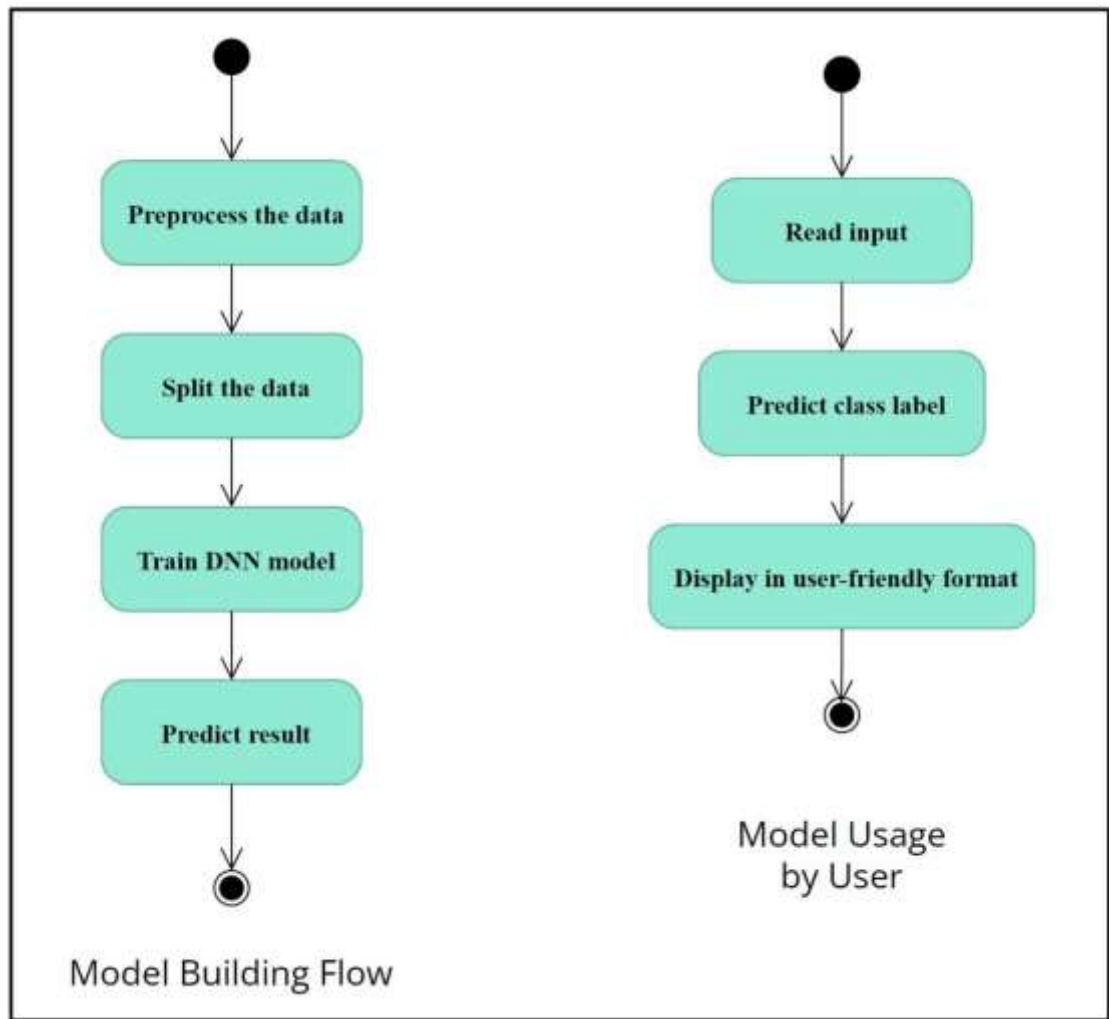 Preprocess the data
Split the data
Train DNN model
Predict result
Model Building Flow
Read input
Predict class label
Display in user-friendly format
Model Usage
by User